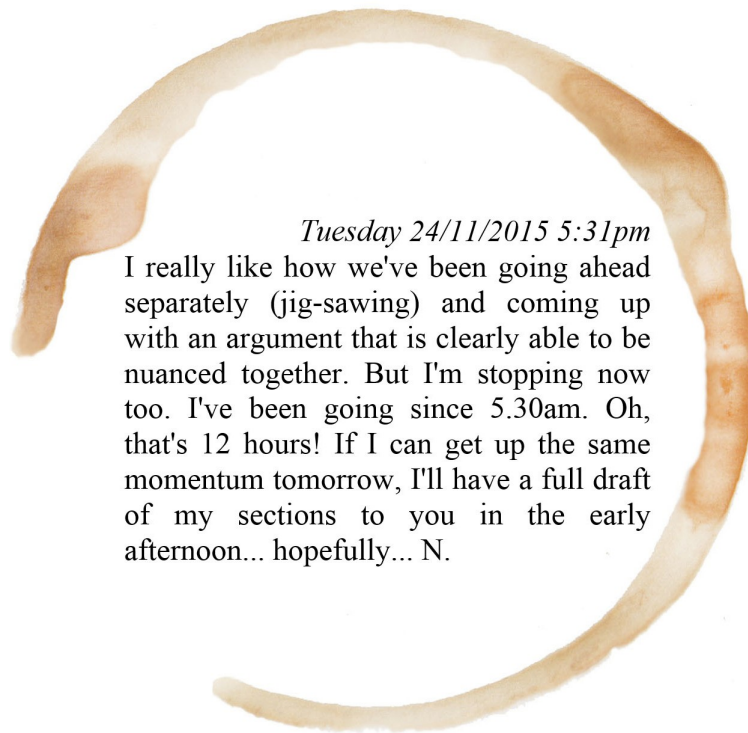 Tuesday 24/11/2015 5:31pm
I really like how we've been going ahead
separately (jig-sawing) and coming up
with an argument that is clearly able to be
nuanced together. But I'm stopping now
too. I've been going since 5.30am. Oh,
that's 12 hours! If I can get up the same
momentum tomorrow, I'll have a full draft
of my sections to you in the early
afternoon... hopefully... N.